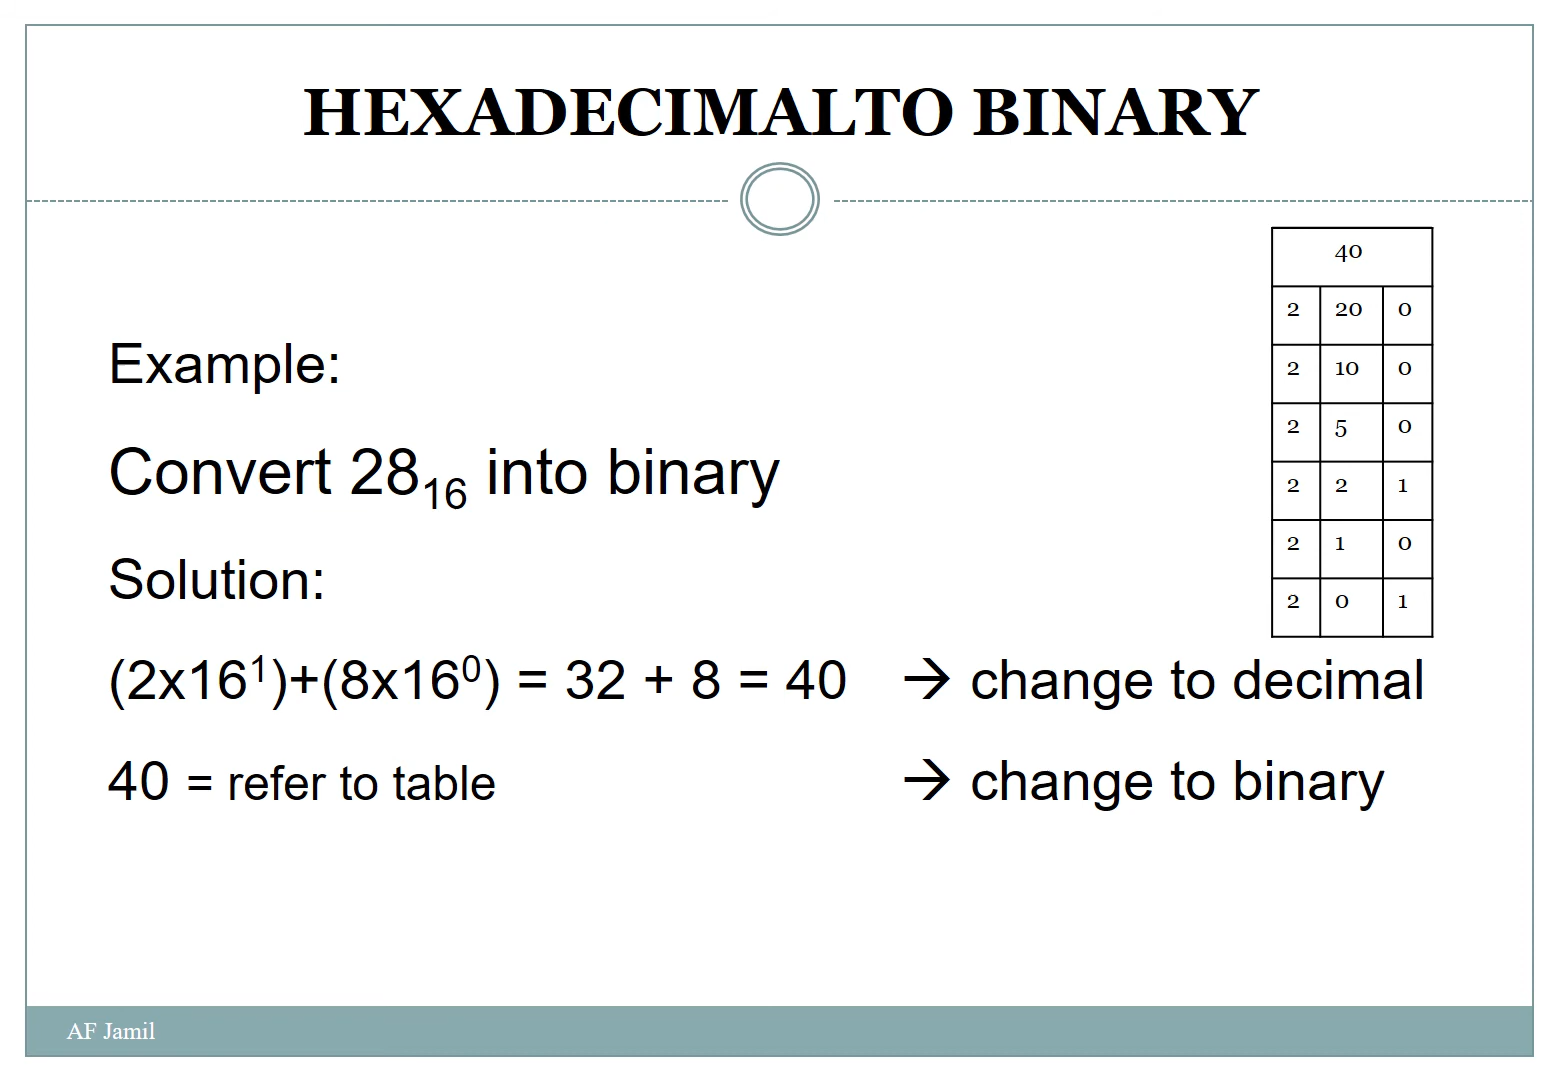 HEXADECIMALTO BINARY
40
2 20 0
2 10 0
2 5 0
2 2 1
2 1 0
2 0 1
Example:
Convert 28₁₆ into binary
Solution:
(2x16¹)+(8x16⁰) = 32 + 8 = 40 → change to decimal
40 = refer to table → change to binary
AF Jamil